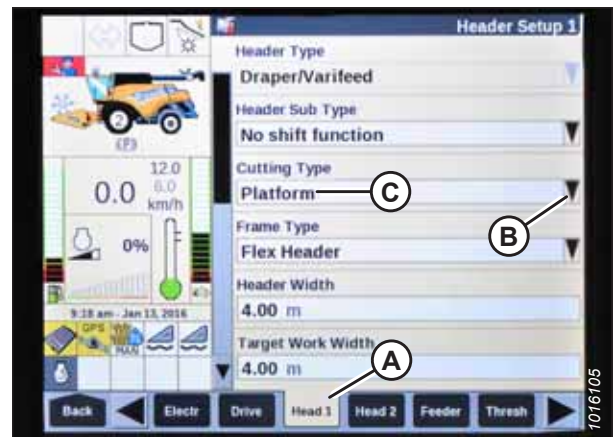 Header Setup 1
Header Type
Draper/Varifeed
Header Sub Type
No shift function
Cutting Type
Platform
C
B
Frame Type
Flex Header
Header Width
4.00 m
Target Work Width
4.00 m
A
2
(P)
12.0
6.0
0.0 km/h
0%
9:18 am - Jan 13, 2016
GPS
MAN
Back
Electr
Drive
Head 1
Head 2
Feeder
Thresh
1016105